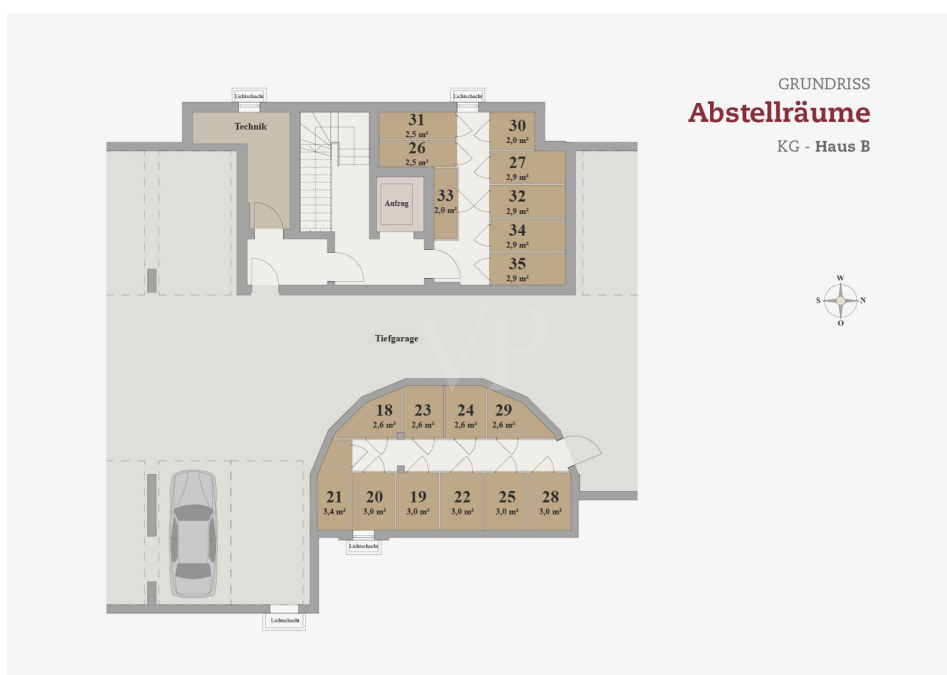 GRUNDRISS
Abstellräume
KG - Haus B
Lichtschacht
Lichtschacht
Technik
31
2,5 m²
30
2,0 m²
26
2,5 m²
27
2,9 m²
33
2,0 m²
32
2,9 m²
Aufzug
34
2,9 m²
35
2,9 m²
W
S
N
O
Tiefgarage
VP
18
2,6 m²
23
2,6 m²
24
2,6 m²
29
2,6 m²
21
3,4 m²
20
3,0 m²
19
3,0 m²
22
3,0 m²
25
3,0 m²
28
3,0 m²
Lichtschacht
Lichtschacht